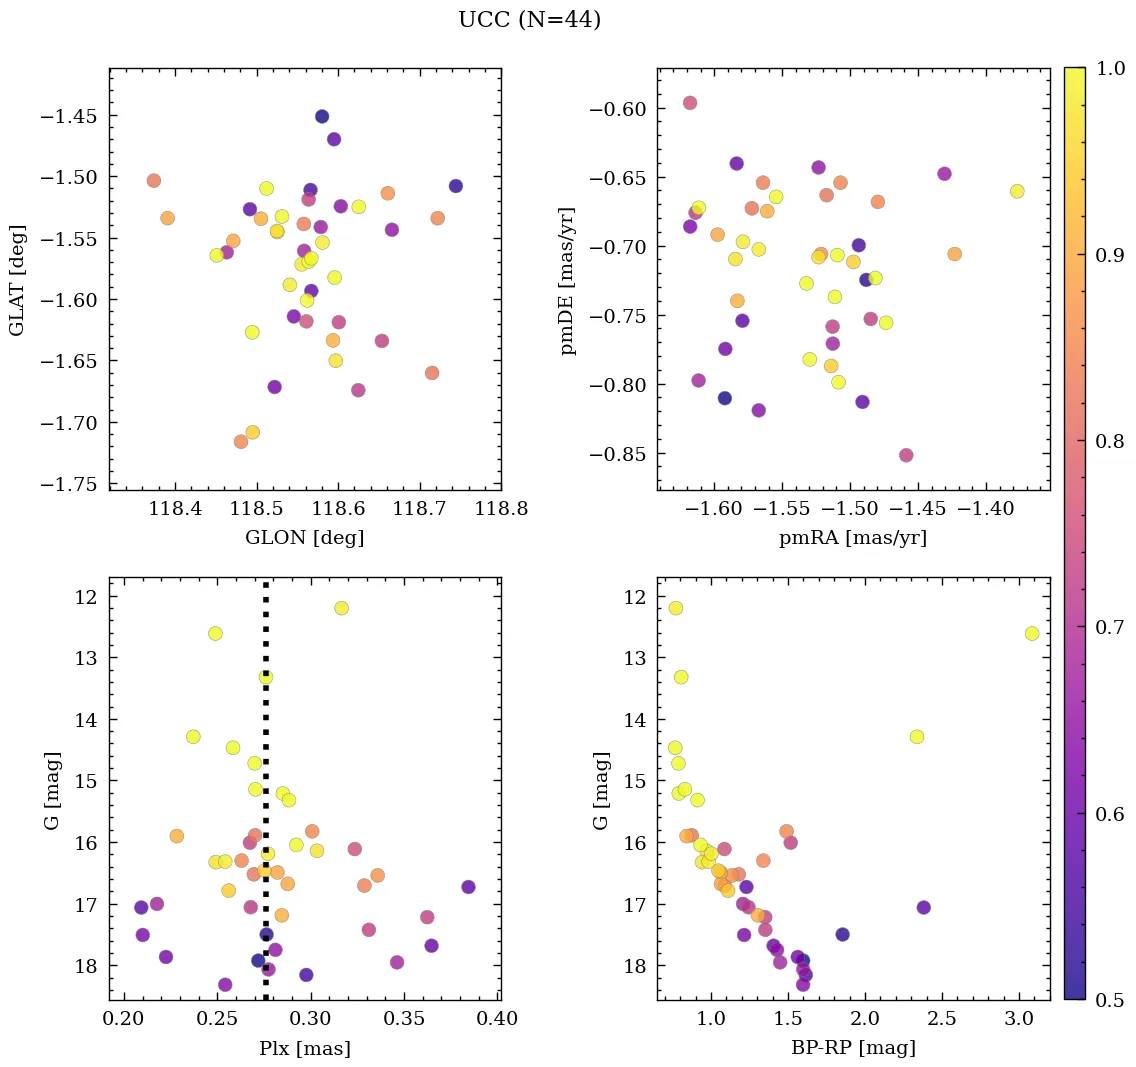 UCC (N=44)
−1.45
−1.50
−1.55
−1.60
−1.65
−1.70
−1.75
GLAT [deg]
118.4 118.5 118.6 118.7 118.8
GLON [deg]
−0.60
−0.65
−0.70
−0.75
−0.80
−0.85
pmDE [mas/yr]
−1.60 −1.55 −1.50 −1.45 −1.40
pmRA [mas/yr]
12
13
14
15
16
17
18
G [mag]
0.20 0.25 0.30 0.35 0.40
Plx [mas]
12
13
14
15
16
17
18
G [mag]
1.0 1.5 2.0 2.5 3.0
BP-RP [mag]
1.0
0.9
0.8
0.7
0.6
0.5